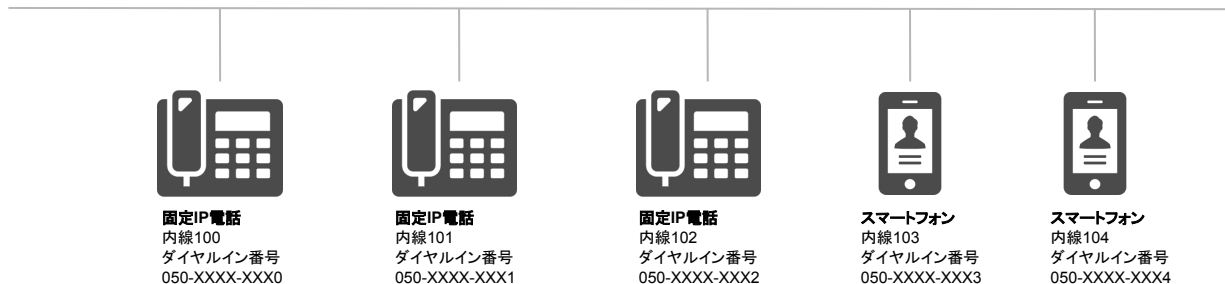 固定IP電話
内線100
ダイヤルイン番号
050-XXXX-XXX0
固定IP電話
内線101
ダイヤルイン番号
050-XXXX-XXX1
固定IP電話
内線102
ダイヤルイン番号
050-XXXX-XXX2
スマートフォン
内線103
ダイヤルイン番号
050-XXXX-XXX3
スマートフォン
内線104
ダイヤルイン番号
050-XXXX-XXX4